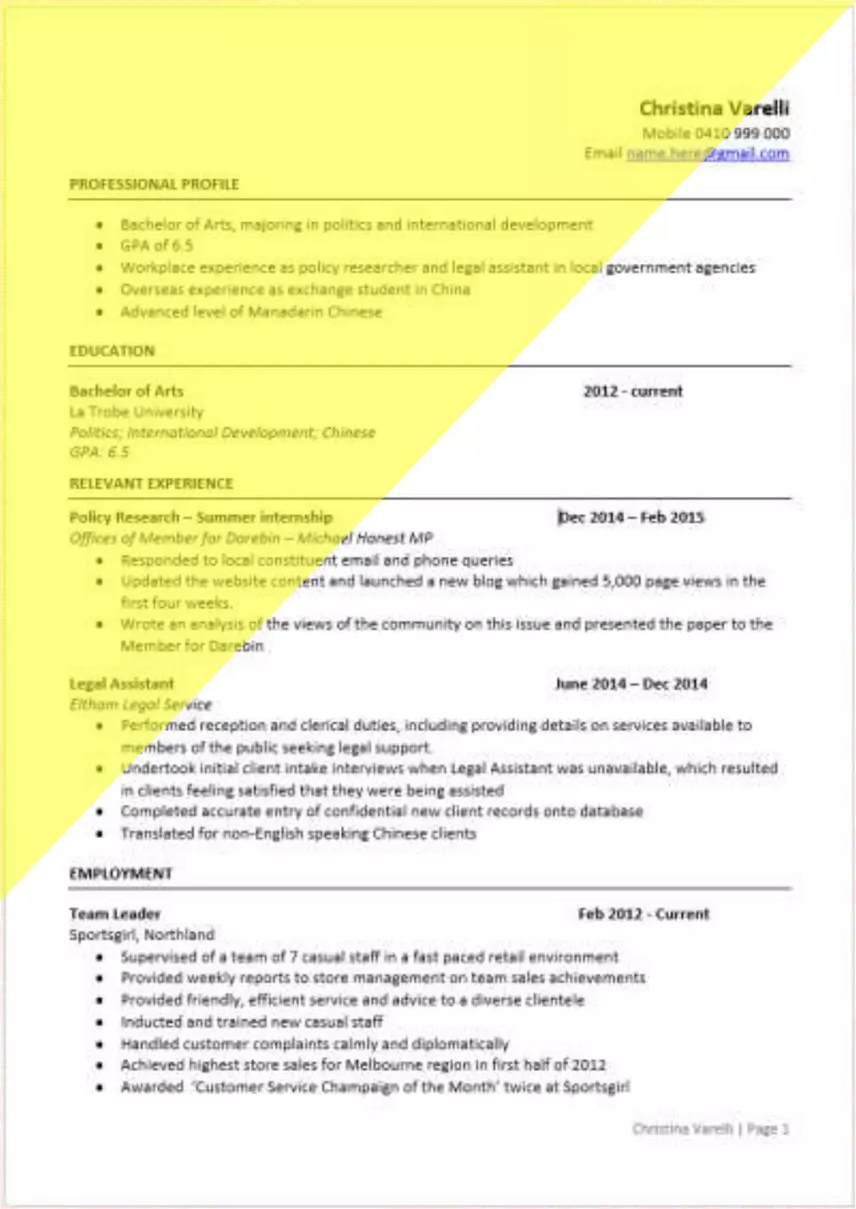 Christina Varelli
Mobile 0410 999 000
Email name.here@gmail.com
PROFESSIONAL PROFILE
• Bachelor of Arts, majoring in politics and international development
• GPA of 6.5
• Workplace experience as policy researcher and legal assistant in local government agencies
• Overseas experience as exchange student in China
• Advanced level of Manadarin Chinese
EDUCATION
Bachelor of Arts 2012 - current
La Trobe University
Politics; International Development; Chinese
GPA: 6.5
RELEVANT EXPERIENCE
Policy Research – Summer internship Dec 2014 – Feb 2015
Offices of Member for Darebin – Michael Honest MP
• Responded to local constituent email and phone queries
• Updated the website content and launched a new blog which gained 5,000 page views in the
first four weeks.
• Wrote an analysis of the views of the community on this issue and presented the paper to the
Member for Darebin
Legal Assistant June 2014 – Dec 2014
Eltham Legal Service
• Performed reception and clerical duties, including providing details on services available to
members of the public seeking legal support.
• Undertook initial client intake interviews when Legal Assistant was unavailable, which resulted
in clients feeling satisfied that they were being assisted
• Completed accurate entry of confidential new client records onto database
• Translated for non-English speaking Chinese clients
EMPLOYMENT
Team Leader Feb 2012 - Current
Sportsgirl, Northland
• Supervised of a team of 7 casual staff in a fast paced retail environment
• Provided weekly reports to store management on team sales achievements
• Provided friendly, efficient service and advice to a diverse clientele
• Inducted and trained new casual staff
• Handled customer complaints calmly and diplomatically
• Achieved highest store sales for Melbourne region in first half of 2012
• Awarded 'Customer Service Champaign of the Month' twice at Sportsgirl
Christina Varelli | Page 1